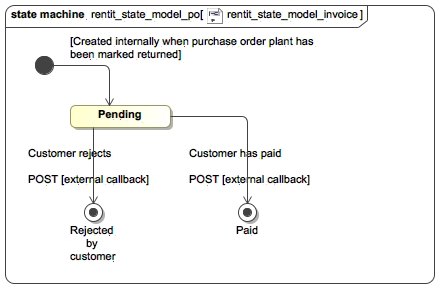 state machine rentit_state_model_po[ rentit_state_model_invoice ]
[Created internally when purchase order plant has
been marked returned]
Pending
Customer rejects
POST [external callback]
Customer has paid
POST [external callback]
Rejected
by
customer
Paid